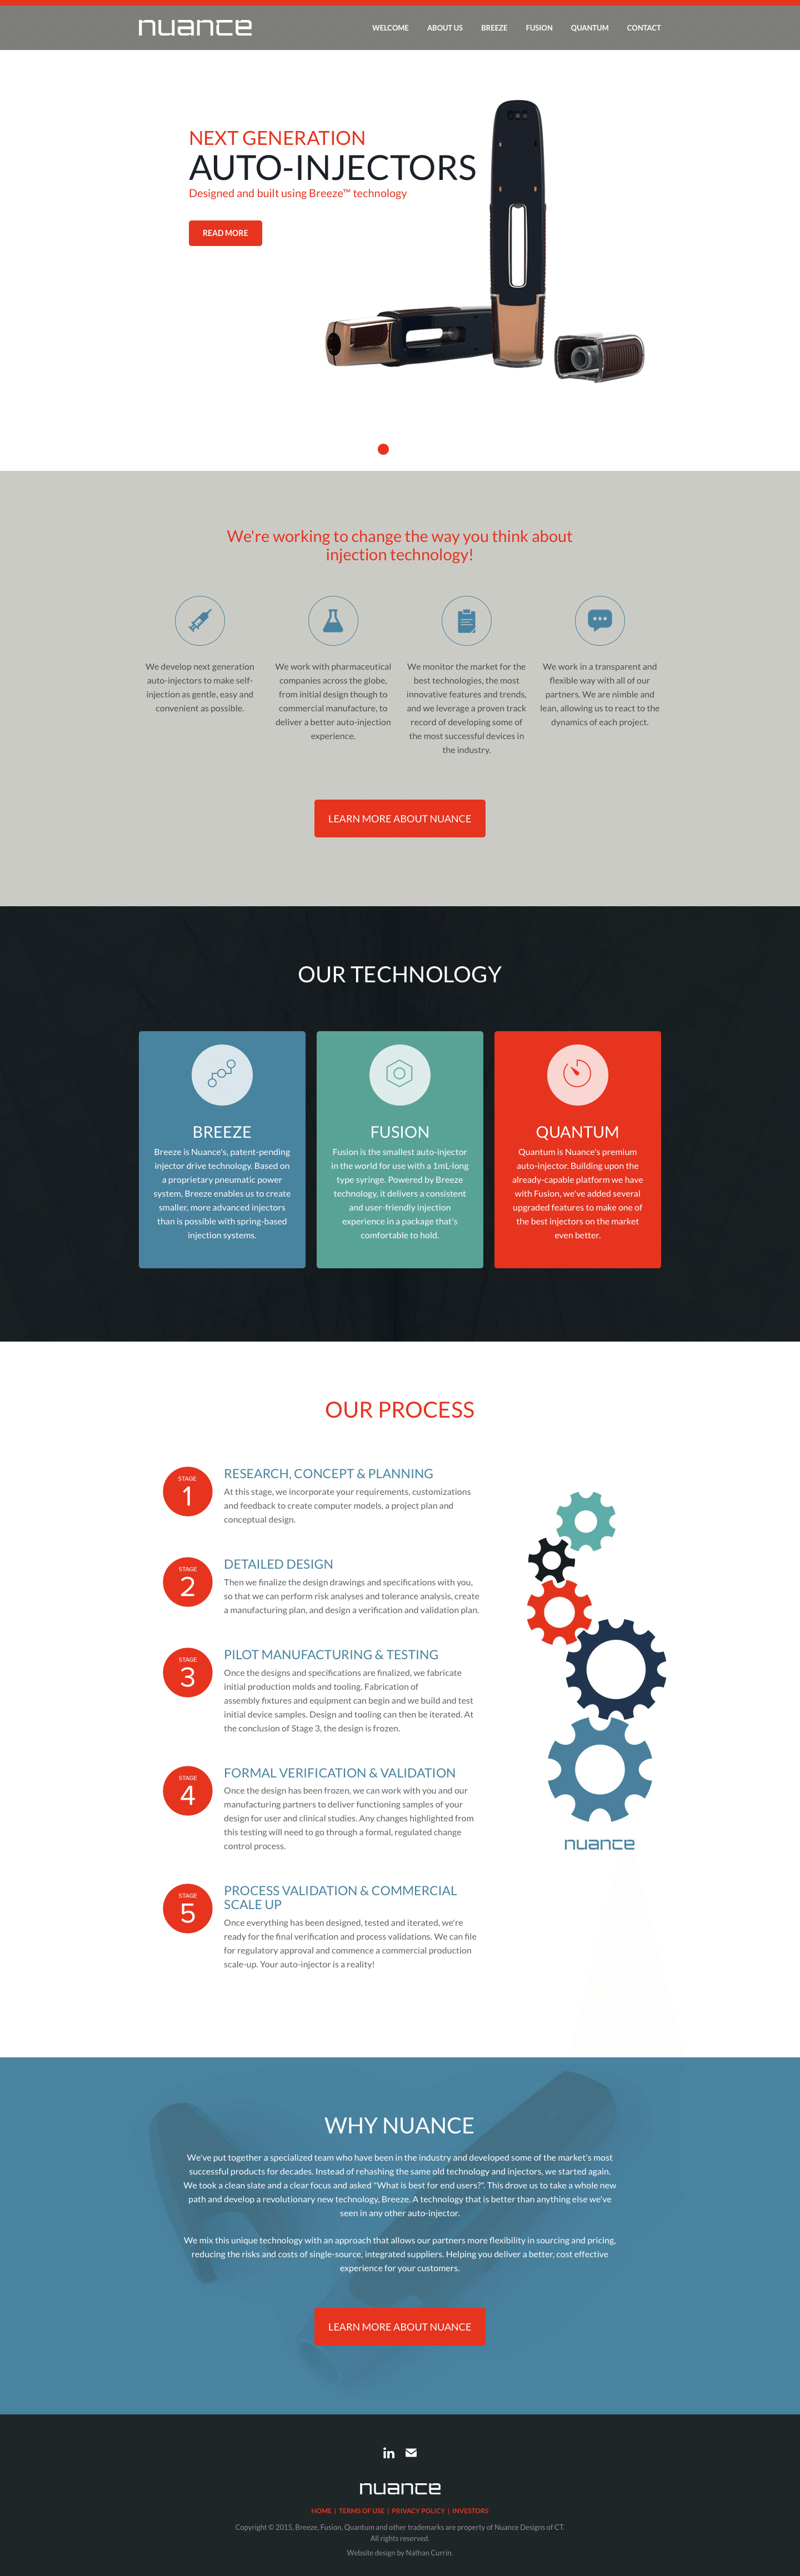 nuance
WELCOME ABOUT US BREEZE FUSION QUANTUM CONTACT
NEXT GENERATION
AUTO-INJECTORS
Designed and built using Breeze™ technology
READ MORE
We're working to change the way you think about
injection technology!
We develop next generation
auto-injectors to make self-
injection as gentle, easy and
convenient as possible.
We work with pharmaceutical
companies across the globe,
from initial design though to
commercial manufacture, to
deliver a better auto-injection
experience.
We monitor the market for the
best technologies, the most
innovative features and trends,
and we leverage a proven track
record of developing some of
the most successful devices in
the industry.
We work in a transparent and
flexible way with all of our
partners. We are nimble and
lean, allowing us to react to the
dynamics of each project.
LEARN MORE ABOUT NUANCE
OUR TECHNOLOGY
BREEZE
Breeze is Nuance's, patent-pending
injector drive technology. Based on
a proprietary pneumatic power
system, Breeze enables us to create
smaller, more advanced injectors
than is possible with spring-based
injection systems.
FUSION
Fusion is the smallest auto-injector
in the world for use with a 1mL-long
type syringe. Powered by Breeze
technology, it delivers a consistent
and user-friendly injection
experience in a package that's
comfortable to hold.
QUANTUM
Quantum is Nuance's premium
auto-injector. Building upon the
already-capable platform we have
with Fusion, we've added several
upgraded features to make one of
the best injectors on the market
even better.
OUR PROCESS
STAGE
1
RESEARCH, CONCEPT & PLANNING
At this stage, we incorporate your requirements, customizations
and feedback to create computer models, a project plan and
conceptual design.
STAGE
2
DETAILED DESIGN
Then we finalize the design drawings and specifications with you,
so that we can perform risk analyses and tolerance analysis, create
a manufacturing plan, and design a verification and validation plan.
STAGE
3
PILOT MANUFACTURING & TESTING
Once the designs and specifications are finalized, we fabricate
initial production molds and tooling. Fabrication of
assembly fixtures and equipment can begin and we build and test
initial device samples. Design and tooling can then be iterated. At
the conclusion of Stage 3, the design is frozen.
STAGE
4
FORMAL VERIFICATION & VALIDATION
Once the design has been frozen, we can work with you and our
manufacturing partners to deliver functioning samples of your
design for user and clinical studies. Any changes highlighted from
this testing will need to go through a formal, regulated change
control process.
STAGE
5
PROCESS VALIDATION & COMMERCIAL
SCALE UP
Once everything has been designed, tested and iterated, we're
ready for the final verification and process validations. We can file
for regulatory approval and commence a commercial production
scale-up. Your auto-injector is a reality!
nuance
WHY NUANCE
We've put together a specialized team who have been in the industry and developed some of the market's most
successful products for decades. Instead of rehashing the same old technology and injectors, we started again.
We took a clean slate and a clear focus and asked "What is best for end users?". This drove us to take a whole new
path and develop a revolutionary new technology, Breeze. A technology that is better than anything else we've
seen in any other auto-injector.
We mix this unique technology with an approach that allows our partners more flexibility in sourcing and pricing,
reducing the risks and costs of single-source, integrated suppliers. Helping you deliver a better, cost effective
experience for your customers.
LEARN MORE ABOUT NUANCE
in
nuance
HOME | TERMS OF USE | PRIVACY POLICY | INVESTORS
Copyright © 2015, Breeze, Fusion, Quantum and other trademarks are property of Nuance Designs of CT.
All rights reserved.
Website design by Nathan Currin.